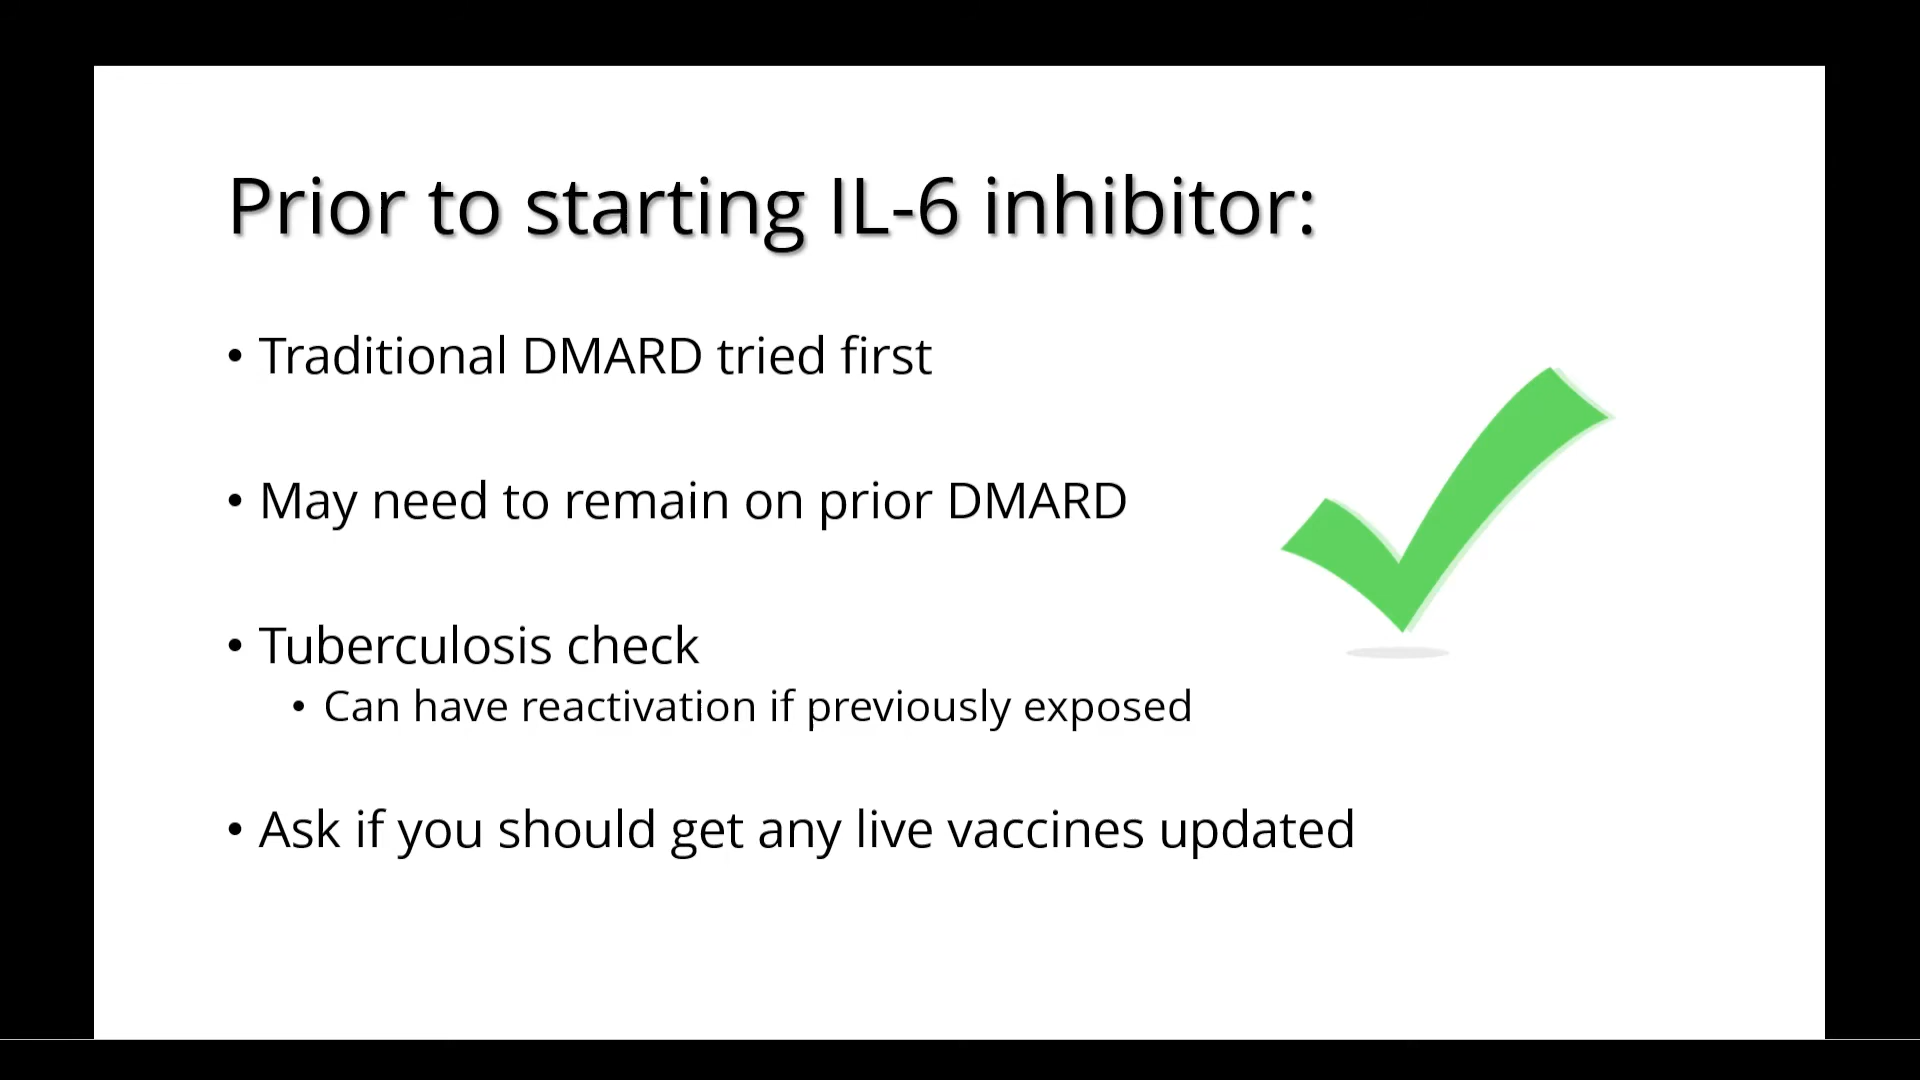 Prior to starting IL-6 inhibitor:
• Traditional DMARD tried first
• May need to remain on prior DMARD
• Tuberculosis check
• Can have reactivation if previously exposed
• Ask if you should get any live vaccines updated